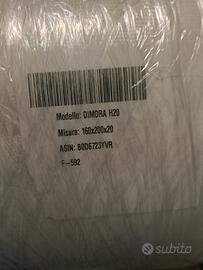 Modello: DIMORA H20
Misura: 160x200x20
ASIN: B0D6723YVR
F-592
subito